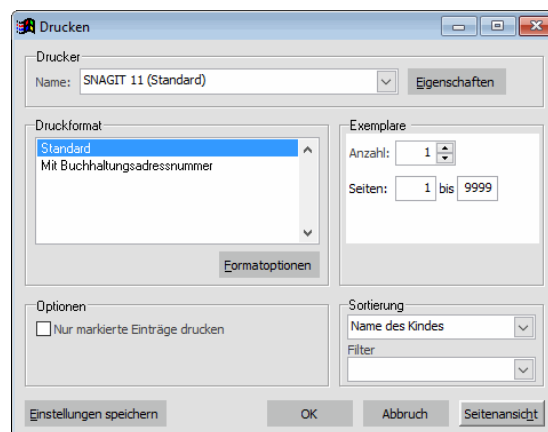 Drucken
Drucker
Name: SNAGIT 11 (Standard) Eigenschaften
Druckformat
Standard
Mit Buchhaltungsadressnummer
Formatoptionen
Exemplare
Anzahl: 1
Seiten: 1 bis 9999
Optionen
Nur markierte Einträge drucken
Sortierung
Name des Kindes
Filter
Einstellungen speichern OK Abbruch Seitenansicht